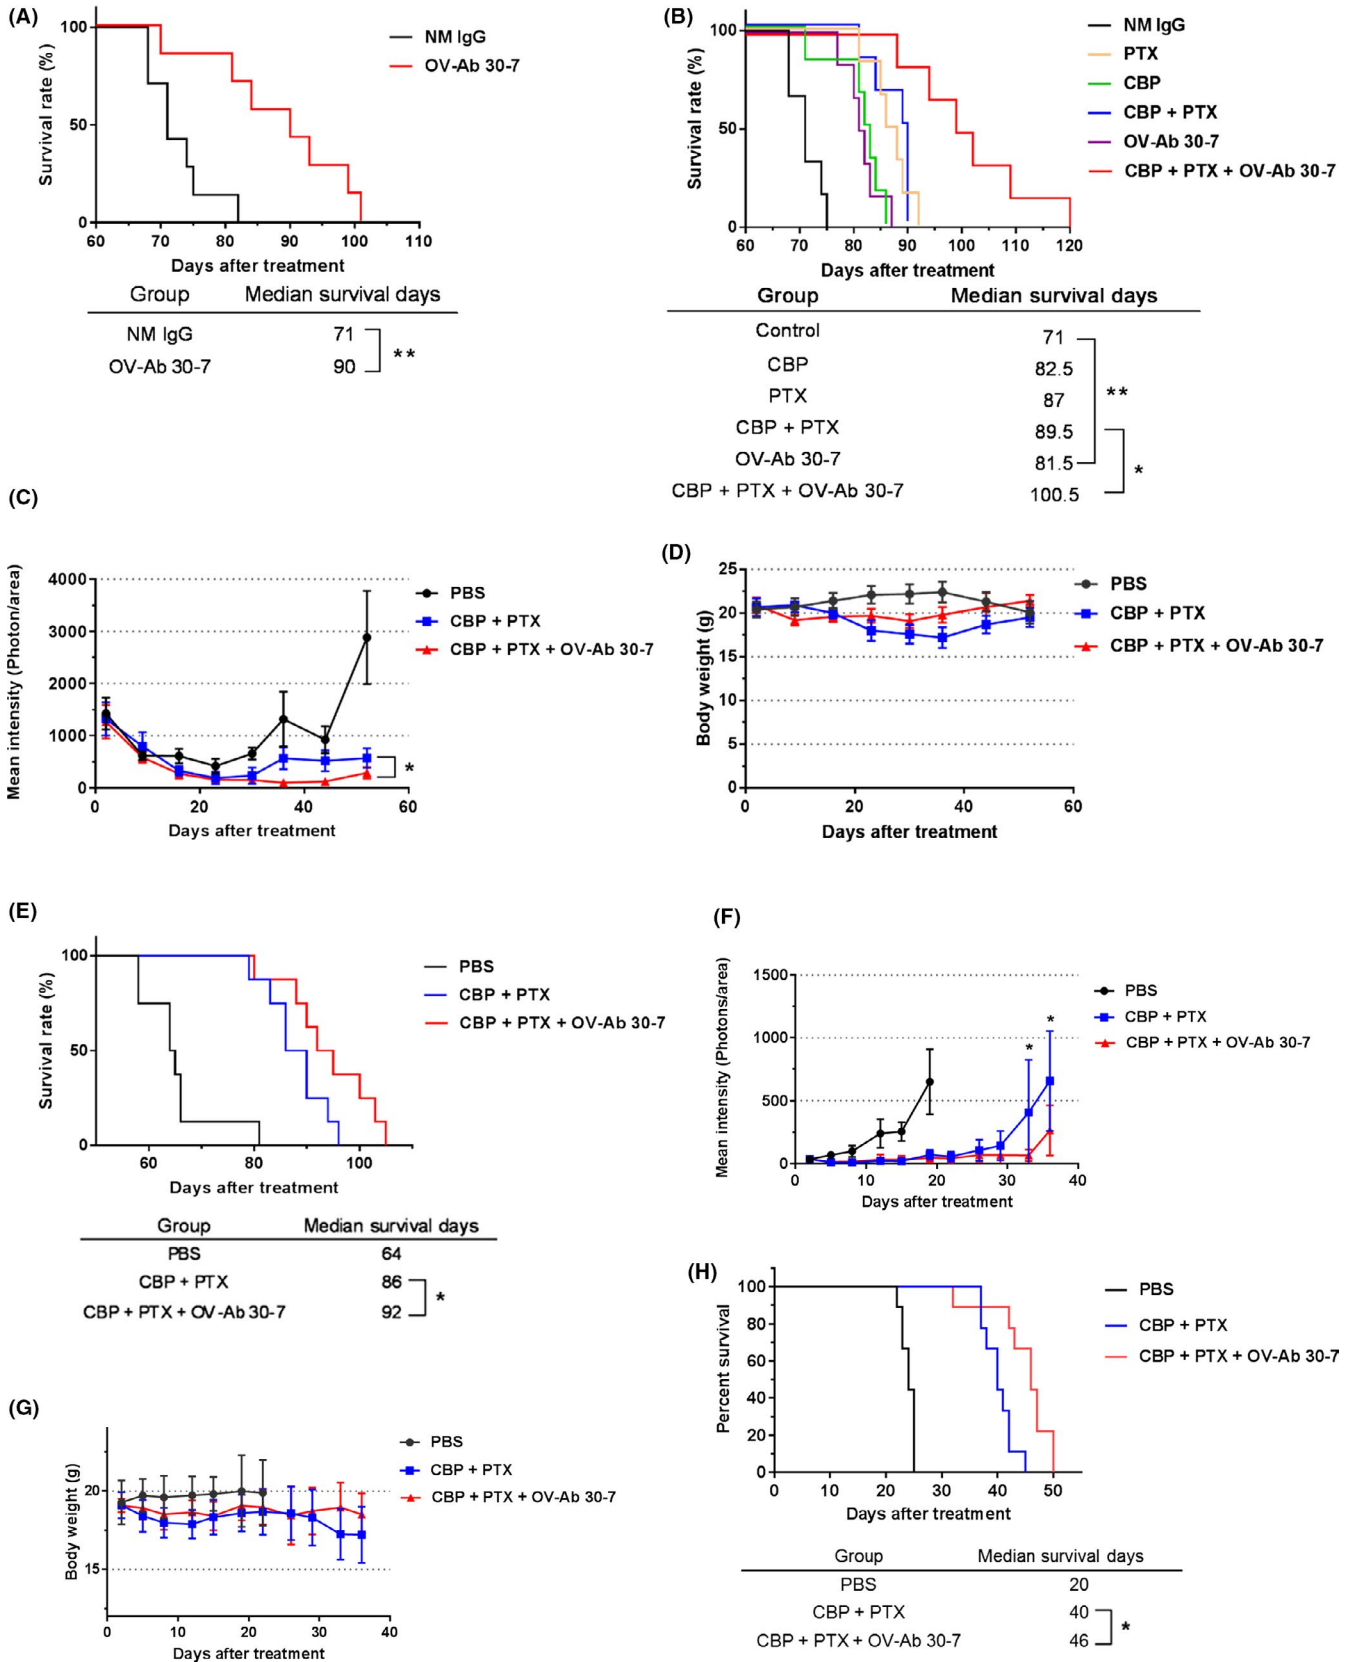 (A)
Survival rate (%)
100
50
0
60 70 80 90 100 110
Days after treatment
NM IgG
OV-Ab 30-7
Group Median survival days
NM IgG 71
OV-Ab 30-7 90
**
(B)
Survival rate (%)
100
50
0
60 70 80 90 100 110 120
Days after treatment
NM IgG
PTX
CBP
CBP + PTX
OV-Ab 30-7
CBP + PTX + OV-Ab 30-7
Group Median survival days
Control 71
CBP 82.5
PTX 87
CBP + PTX 89.5
OV-Ab 30-7 81.5
CBP + PTX + OV-Ab 30-7 100.5
**
*
(C)
Mean intensity (Photon/area)
4000
3000
2000
1000
0
0 20 40 60
Days after treatment
PBS
CBP + PTX
CBP + PTX + OV-Ab 30-7
*
(D)
Body weight (g)
25
20
15
10
5
0
0 20 40 60
Days after treatment
PBS
CBP + PTX
CBP + PTX + OV-Ab 30-7
(E)
Survival rate (%)
100
50
0
60 80 100
Days after treatment
PBS
CBP + PTX
CBP + PTX + OV-Ab 30-7
Group Median survival days
PBS 64
CBP + PTX 86
CBP + PTX + OV-Ab 30-7 92
*
(F)
Mean intensity (Photons/area)
1500
1000
500
0
0 10 20 30 40
Days after treatment
PBS
CBP + PTX
CBP + PTX + OV-Ab 30-7
*
*
(G)
Body weight (g)
20
15
0 10 20 30 40
Days after treatment
PBS
CBP + PTX
CBP + PTX + OV-Ab 30-7
(H)
Percent survival
100
80
60
40
20
0
0 10 20 30 40 50
Days after treatment
PBS
CBP + PTX
CBP + PTX + OV-Ab 30-7
Group Median survival days
PBS 20
CBP + PTX 40
CBP + PTX + OV-Ab 30-7 46
*